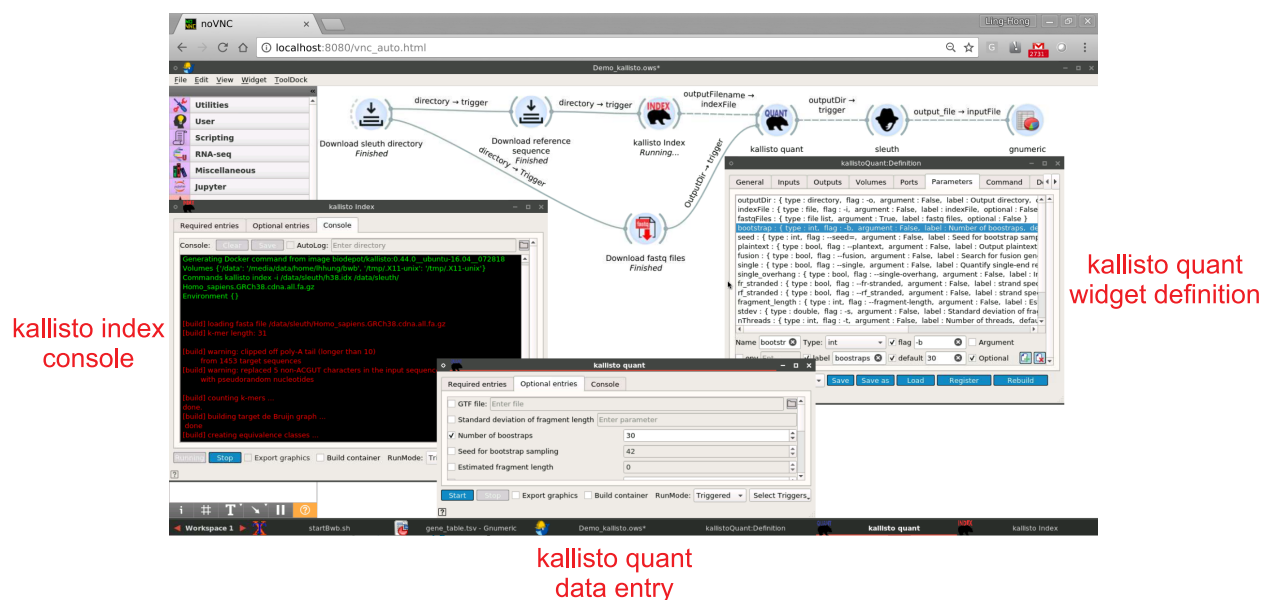 noVNC
Ling-Hong
localhost:8080/vnc_auto.html
2731
Demo_kallisto.ows*
File Edit View Widget ToolDock
Utilities
User
Scripting
RNA-seq
Miscellaneous
Jupyter
directory → trigger
directory → trigger
outputFilename →
indexFile
outputDir →
trigger
output_file → inputFile
directory → Trigger
OutputDir → trigger
INDEX
QUANT
Download sleuth directory
Finished
Download reference
sequence
Finished
kallisto Index
Running...
kallisto quant
sleuth
gnumeric
Download fastq files
Finished
kallistoQuant:Definition
General Inputs Outputs Volumes Ports Parameters Command
outputDir : { type : directory, flag : -o, argument : False, label : Output directory,
indexFile : { type : file, flag : -i, argument : False, label : indexFile, optional : False
fastqFiles : { type : file list, argument : True, label : fastq files, optional : False }
bootstrap : { type : int, flag : -b, argument : False, label : Number of boostraps, de
seed : { type : int, flag : --seed=, argument : False, label : Seed for bootstrap samp
plaintext : { type : bool, flag : --plantext, argument : False, label : Output plaintext
fusion : { type : bool, flag : --fusion, argument : False, label : Search for fusion gen
single : { type : bool, flag : --single, argument : False, label : Quantify single-end re
single_overhang : { type : bool, flag : --single-overhang, argument : False, label : I
fr_stranded : { type : bool, flag : --fr-stranded, argument : False, label : strand spec
rf_stranded : { type : bool, flag : --rf_stranded, argument : False, label : strand spe
fragment_length : { type : int, flag : --fragment-length, argument : False, label : Es
stdev : { type : double, flag : -s, argument : False, label : Standard deviation of fra
nThreads : { type : int, flag : -t, argument : False, label : Number of threads, defau
Name bootstr Type: int flag -b Argument
env label boostraps default 30 Optional
Save Save as Load Register Rebuild
kallisto quant
widget definition
kallisto Index
Required entries Optional entries Console
Console: Clear Save AutoLog: Enter directory
Generating Docker command from image biodepot/kallisto:0.44.0__ubuntu-16.04__072818
Volumes {'/data': '/media/data/home/lhhung/bwb', '/tmp/.X11-unix': '/tmp/.X11-unix'}
Commands kallisto index -i /data/sleuth/h38.idx /data/sleuth/
Homo_sapiens.GRCh38.cdna.all.fa.gz
Environment {}
[build] loading fasta file /data/sleuth/Homo_sapiens.GRCh38.cdna.all.fa.gz
[build] k-mer length: 31
[build] warning: clipped off poly-A tail (longer than 10)
from 1453 target sequences
[build] warning: replaced 5 non-ACGUT characters in the input sequence
with pseudorandom nucleotides
[build] counting k-mers ...
done.
[build] building target de Bruijn graph ...
done
[build] creating equivalence classes ...
Running Stop Export graphics Build container RunMode:
kallisto index
console
kallisto quant
Required entries Optional entries Console
GTF file: Enter file
Standard deviation of fragment length Enter parameter
Number of boostraps 30
Seed for bootstrap sampling 42
Estimated fragment length 0
Start Stop Export graphics Build container RunMode: Triggered Select Triggers
Workspace 1 startBwb.sh gene_table.tsv - Gnumeric Demo_kallisto.ows* kallistoQuant:Definition kallisto quant kallisto Index
kallisto quant
data entry